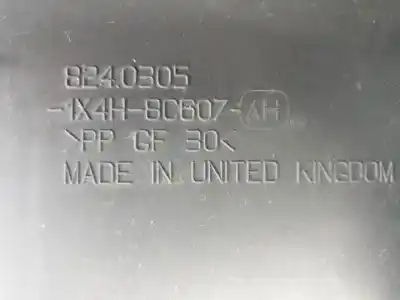 8240305
-1X4H-8C607-AH
>PP GF 30<
MADE IN UNITED KINGDOM